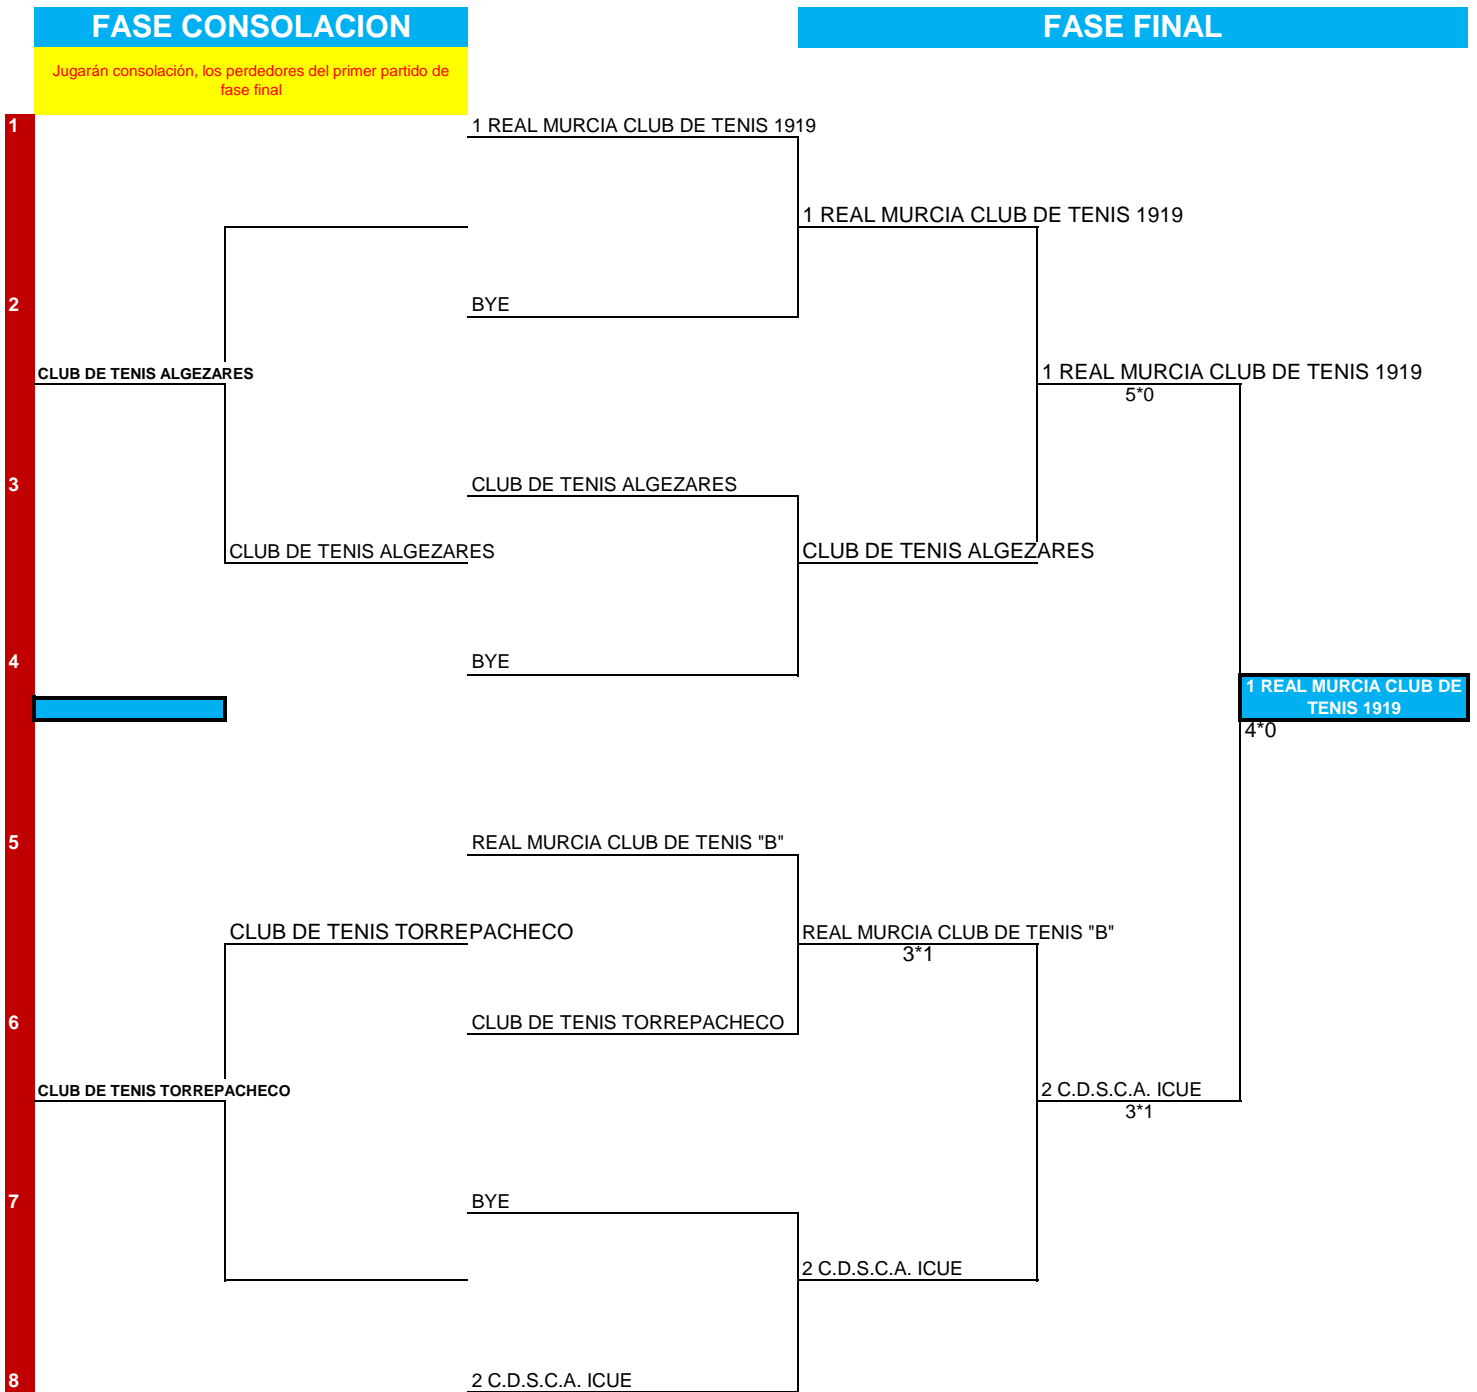 FASE CONSOLACION
FASE FINAL
Jugarán consolación, los perdedores del primer partido de
fase final
1
1 REAL MURCIA CLUB DE TENIS 1919
1 REAL MURCIA CLUB DE TENIS 1919
2
BYE
CLUB DE TENIS ALGEZARES
1 REAL MURCIA CLUB DE TENIS 1919
5*0
3
CLUB DE TENIS ALGEZARES
CLUB DE TENIS ALGEZARES
CLUB DE TENIS ALGEZARES
4
BYE
1 REAL MURCIA CLUB DE
TENIS 1919
4*0
5
REAL MURCIA CLUB DE TENIS "B"
CLUB DE TENIS TORREPACHECO
REAL MURCIA CLUB DE TENIS "B"
3*1
6
CLUB DE TENIS TORREPACHECO
CLUB DE TENIS TORREPACHECO
2 C.D.S.C.A. ICUE
3*1
7
BYE
2 C.D.S.C.A. ICUE
8
2 C.D.S.C.A. ICUE